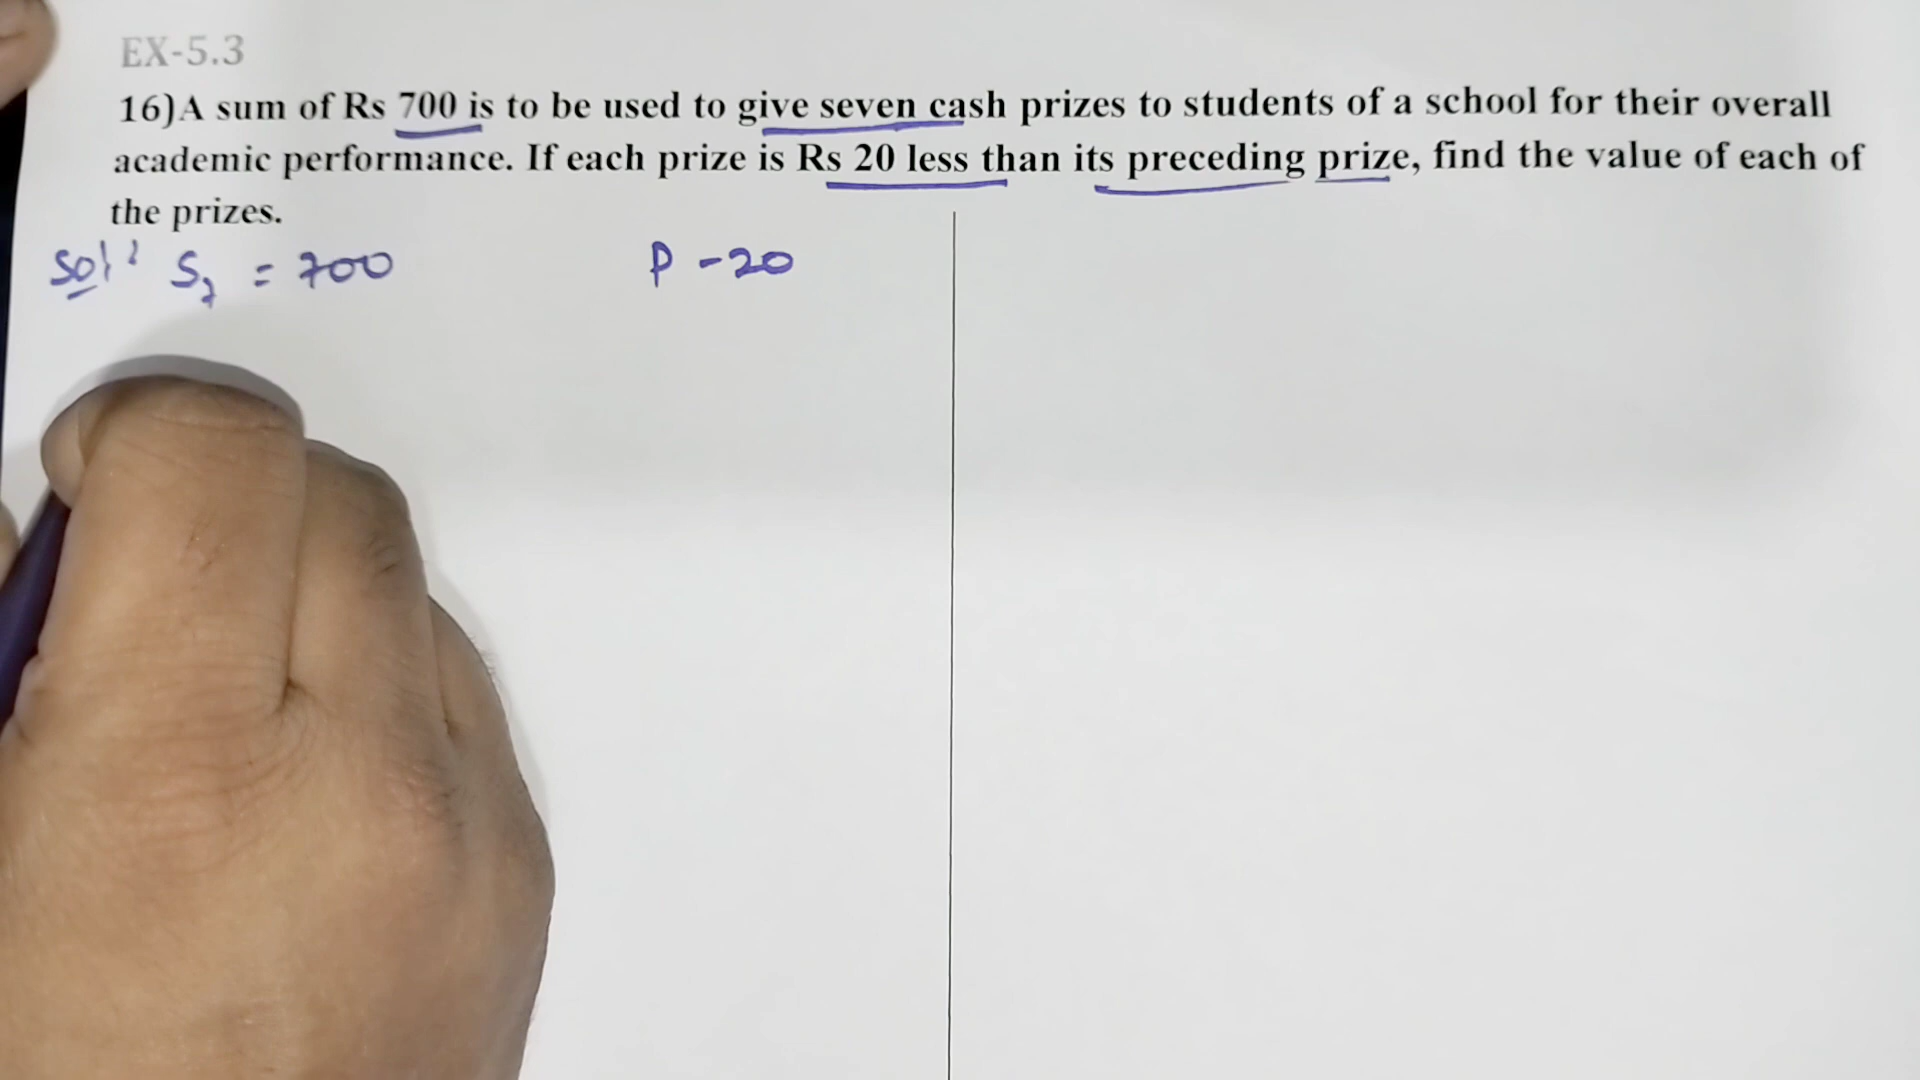 EX-5.3
16)A sum of Rs 700 is to be used to give seven cash prizes to students of a school for their overall
academic performance. If each prize is Rs 20 less than its preceding prize, find the value of each of
the prizes.
Sol: S₇ = 700 P - 20